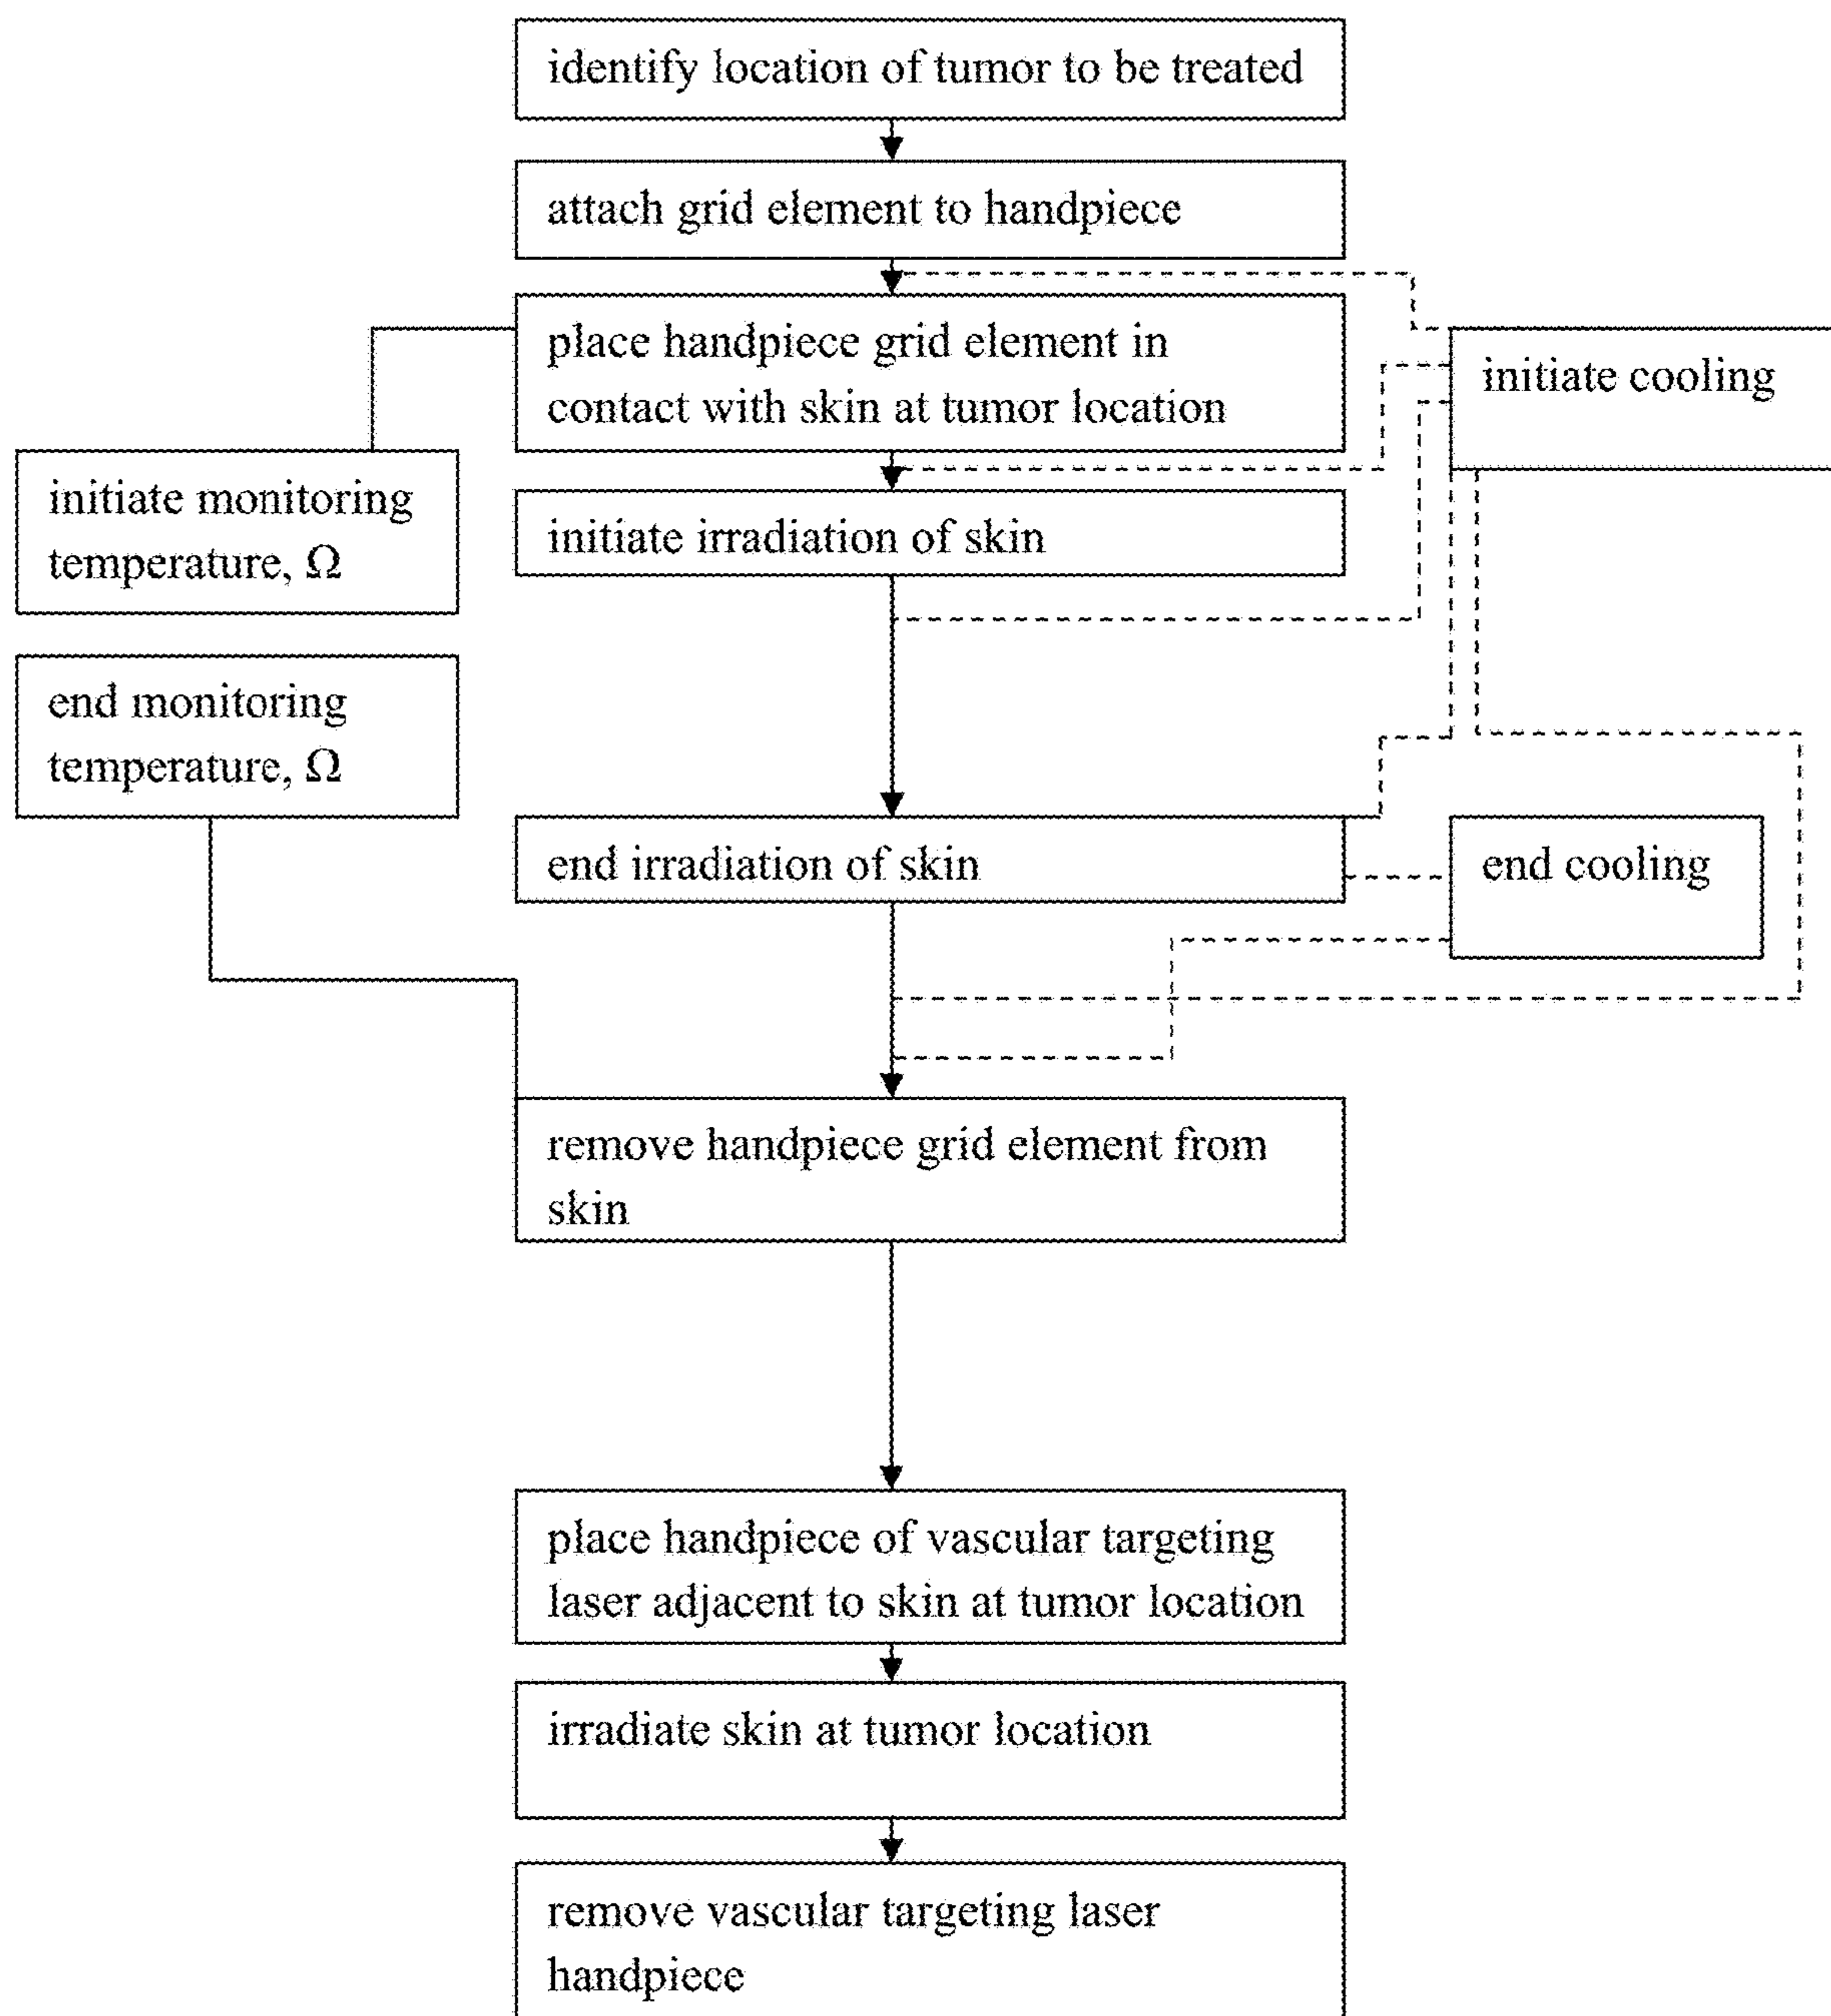 identify location of tumor to be treated
attach grid element to handpiece
place handpiece grid element in
contact with skin at tumor location
initiate cooling
initiate monitoring
temperature, Ω
initiate irradiation of skin
end monitoring
temperature, Ω
end irradiation of skin
end cooling
remove handpiece grid element from
skin
place handpiece of vascular targeting
laser adjacent to skin at tumor location
irradiate skin at tumor location
remove vascular targeting laser
handpiece